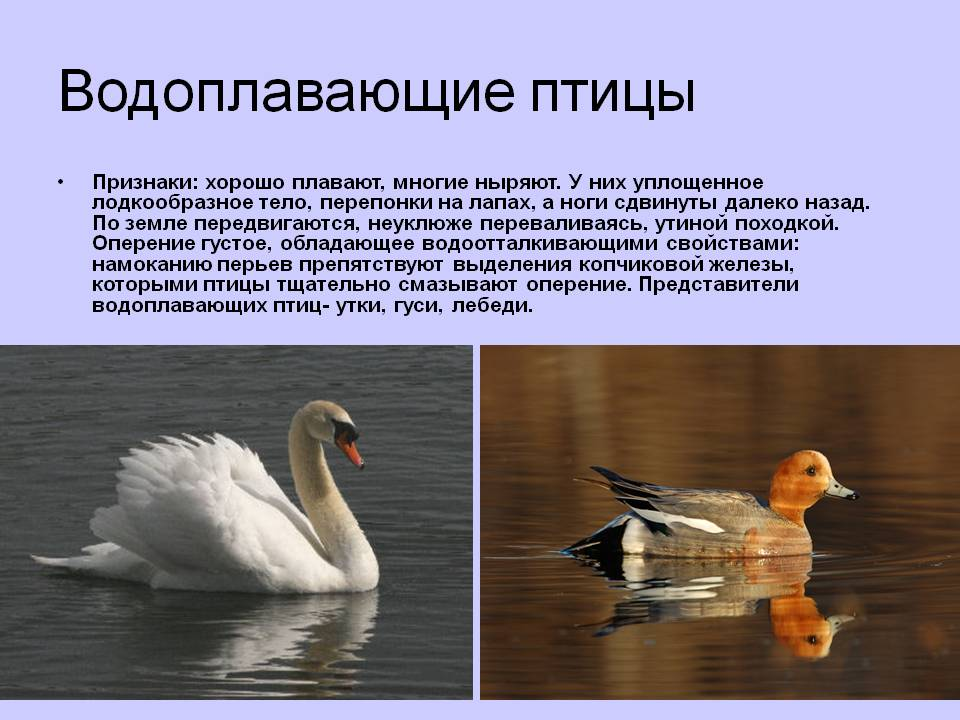 Водоплавающие птицы
• Признаки: хорошо плавают, многие ныряют. У них уплощенное
лодкообразное тело, перепонки на лапах, а ноги сдвинуты далеко назад.
По земле передвигаются, неуклюже переваливаясь, утиной походкой.
Оперение густое, обладающее водоотталкивающими свойствами:
намоканию перьев препятствуют выделения копчиковой железы,
которыми птицы тщательно смазывают оперение. Представители
водоплавающих птиц- утки, гуси, лебеди.